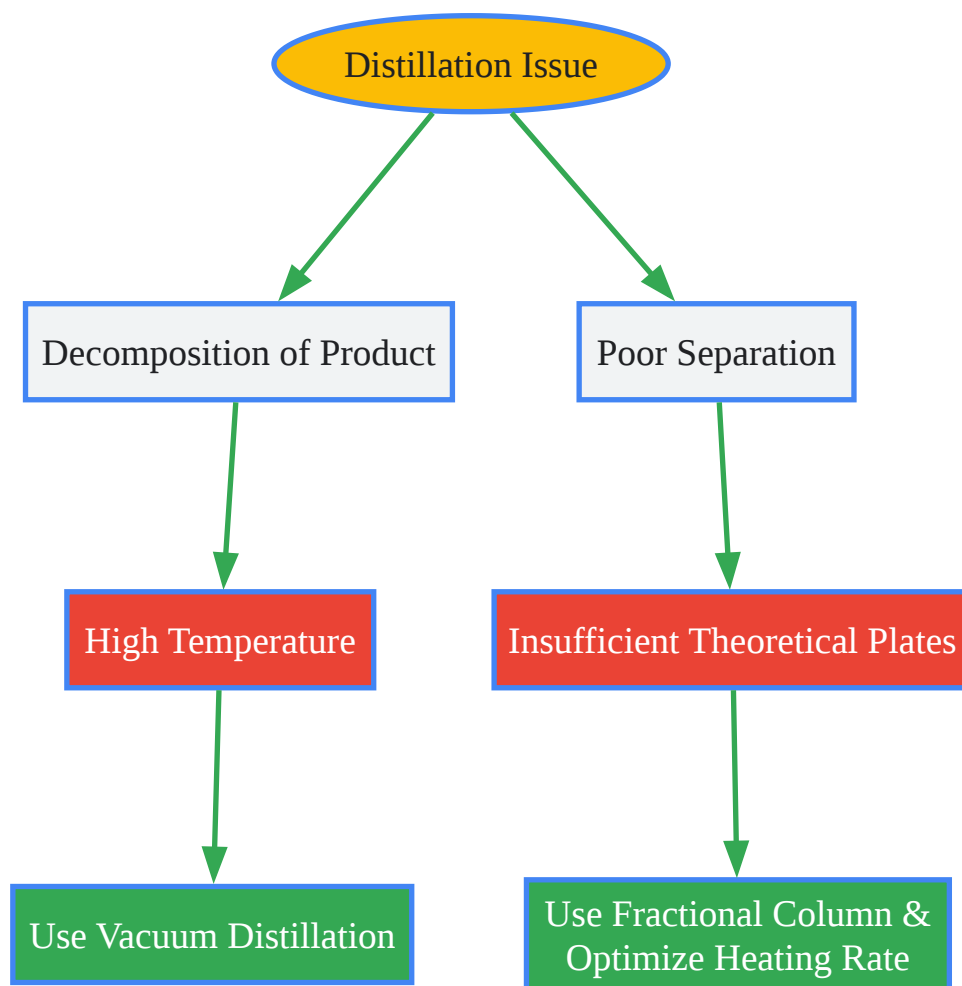 Distillation Issue
Decomposition of Product
Poor Separation
High Temperature
Insufficient Theoretical Plates
Use Vacuum Distillation
Use Fractional Column &
Optimize Heating Rate